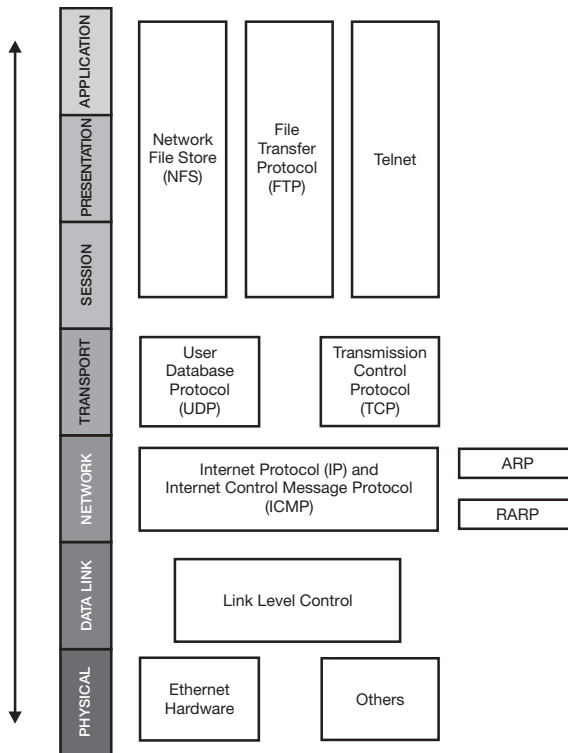 APPLICATION
PRESENTATION
SESSION
TRANSPORT
NETWORK
DATA LINK
PHYSICAL
Network
File Store
(NFS)
File
Transfer
Protocol
(FTP)
Telnet
User
Database
Protocol
(UDP)
Transmission
Control
Protocol
(TCP)
Internet Protocol (IP) and
Internet Control Message Protocol
(ICMP)
ARP
RARP
Link Level Control
Ethernet
Hardware
Others